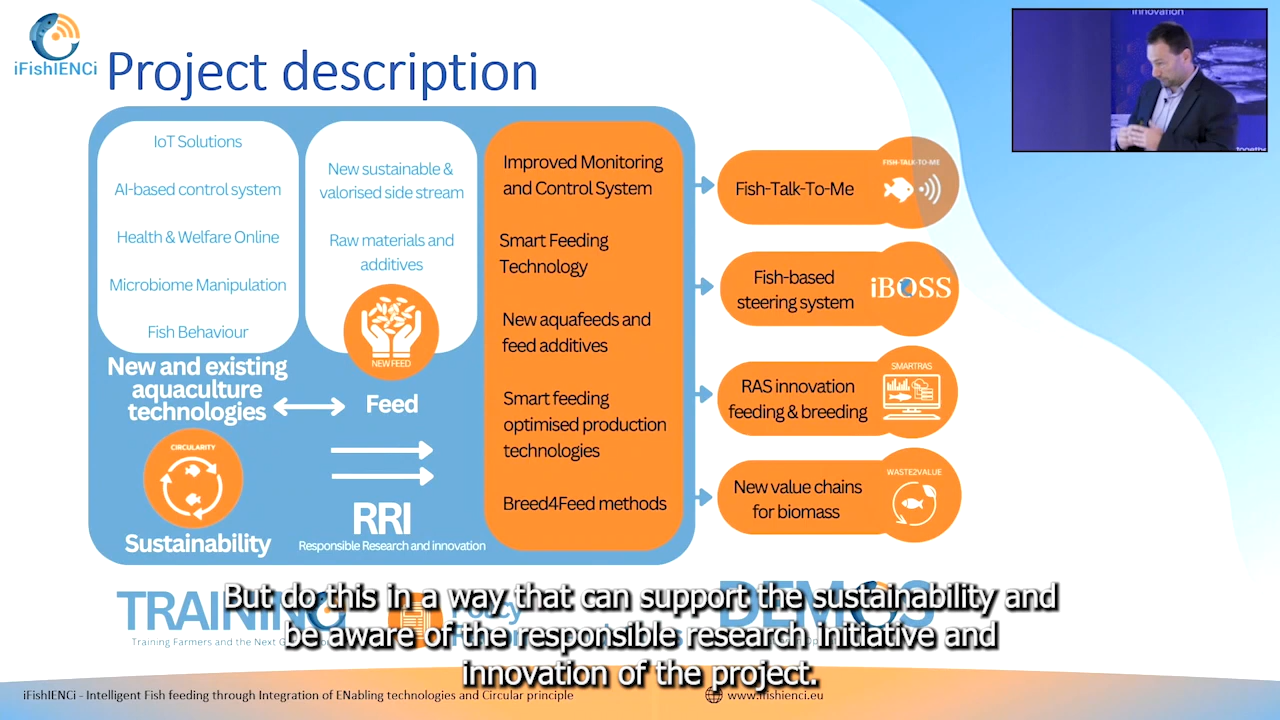 iFishIENCi
Project description
innovation
IoT Solutions
AI-based control system
Health & Welfare Online
Microbiome Manipulation
Fish Behaviour
New and existing
aquaculture
technologies
New sustainable &
valorised side stream
Raw materials and
additives
NEW FEED
Feed
CIRCULARITY
Sustainability
RRI
Responsible Research and innovation
Improved Monitoring
and Control System
Smart Feeding
Technology
New aquafeeds and
feed additives
Smart feeding
optimised production
technologies
Breed4Feed methods
Fish-Talk-To-Me
FISH-TALK-TO-ME
Fish-based
steering system
iBOSS
RAS innovation
feeding & breeding
SMARTRAS
New value chains
for biomass
WASTE2VALUE
TRAINING
Training Farmers and the Next
Policy
DEMOS
But do this in a way that can support the sustainability and
be aware of the responsible research initiative and
innovation of the project.
iFishIENCi - Intelligent Fish feeding through Integration of ENabling technologies and Circular principle
www.ifishienci.eu